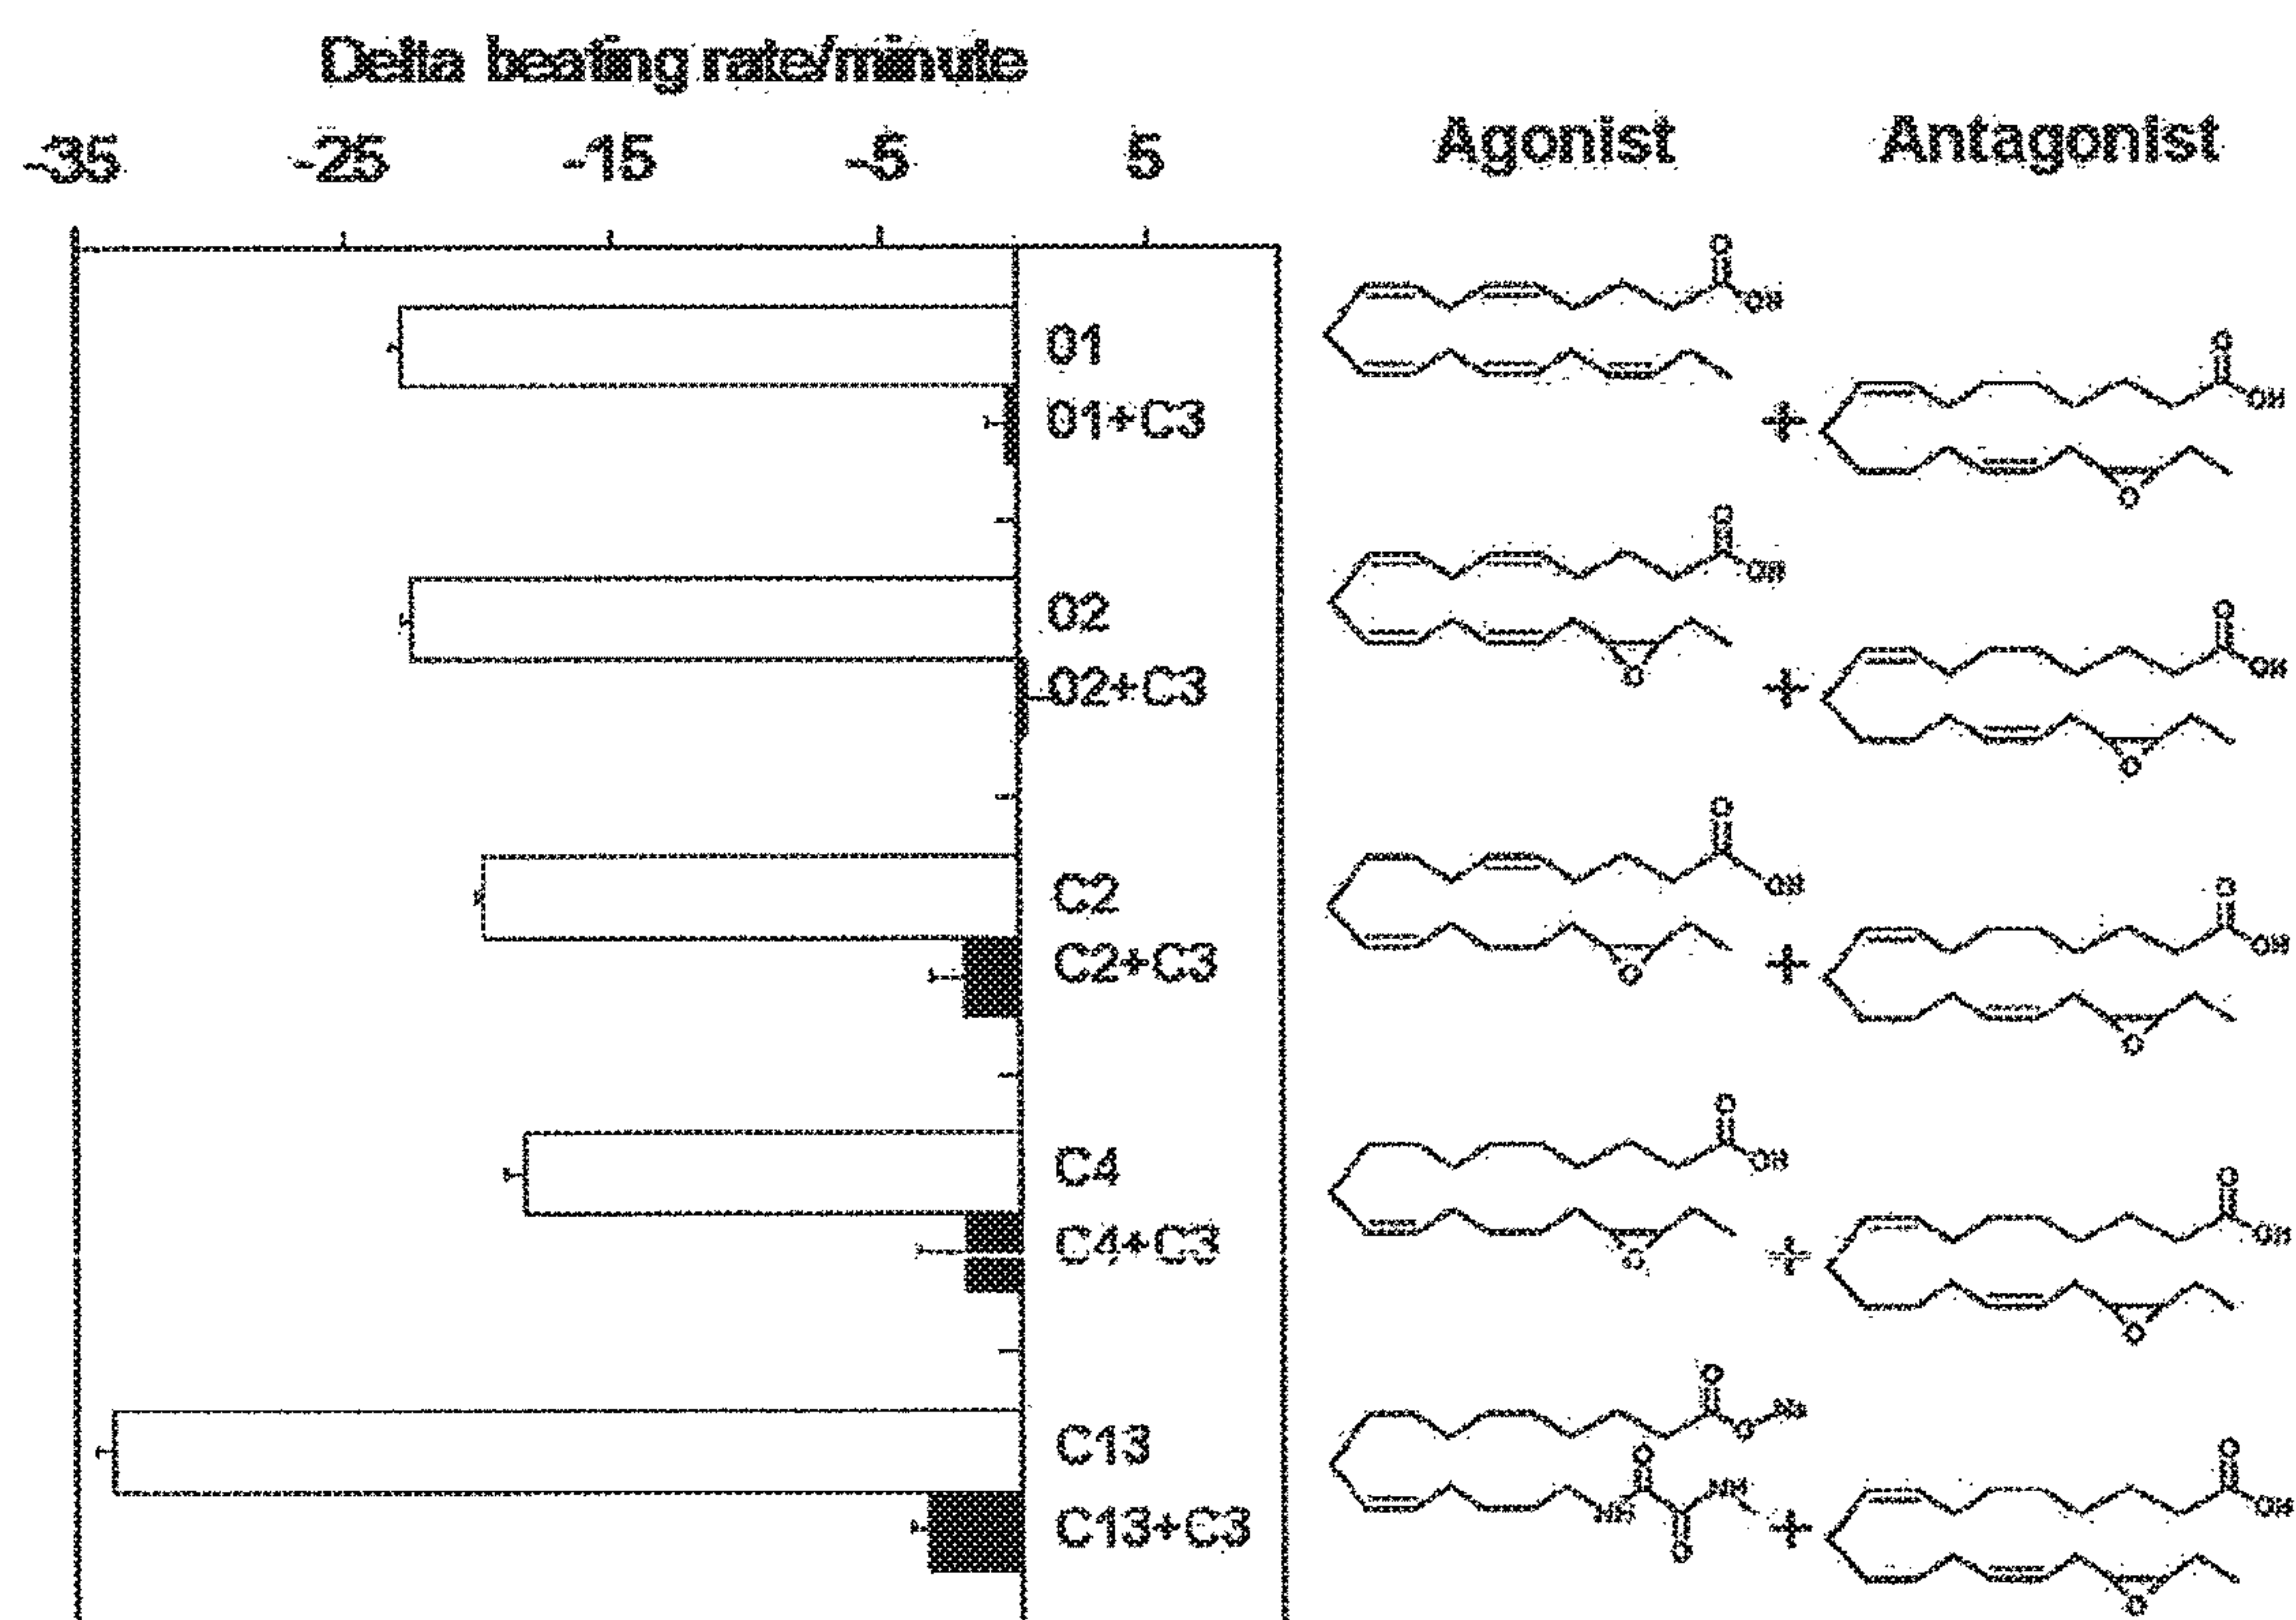 Delta beating rate/minute
-35 -25 -15 -5 5
Agonist Antagonist
01
01+C3
02
02+C3
C2
C2+C3
C4
C4+C3
C13
C13+C3
O
OH
O
OH
+
O
O
OH
O
O
OH
+
O
O
OH
O
O
OH
+
O
O
OH
O
O
OH
+
O
O
O
Na
O
NH
NH
O
O
OH
+
O